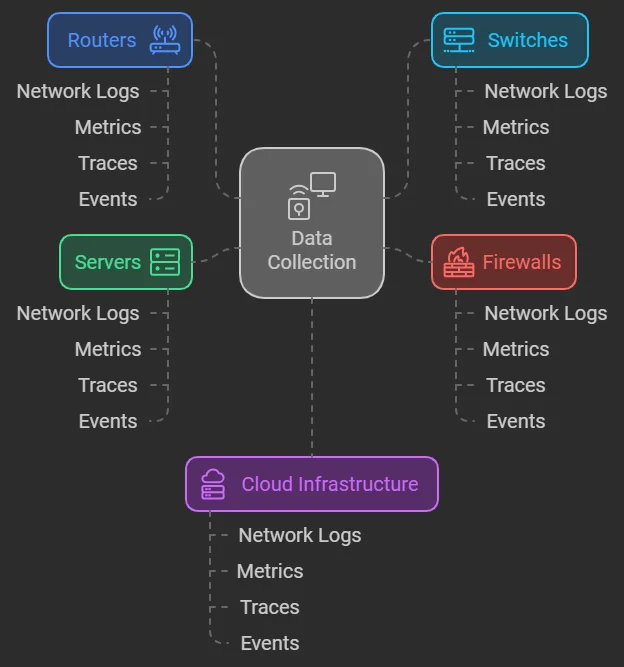 Routers
Network Logs
Metrics
Traces
Events
Switches
Network Logs
Metrics
Traces
Events
Data
Collection
Servers
Network Logs
Metrics
Traces
Events
Firewalls
Network Logs
Metrics
Traces
Events
Cloud Infrastructure
Network Logs
Metrics
Traces
Events